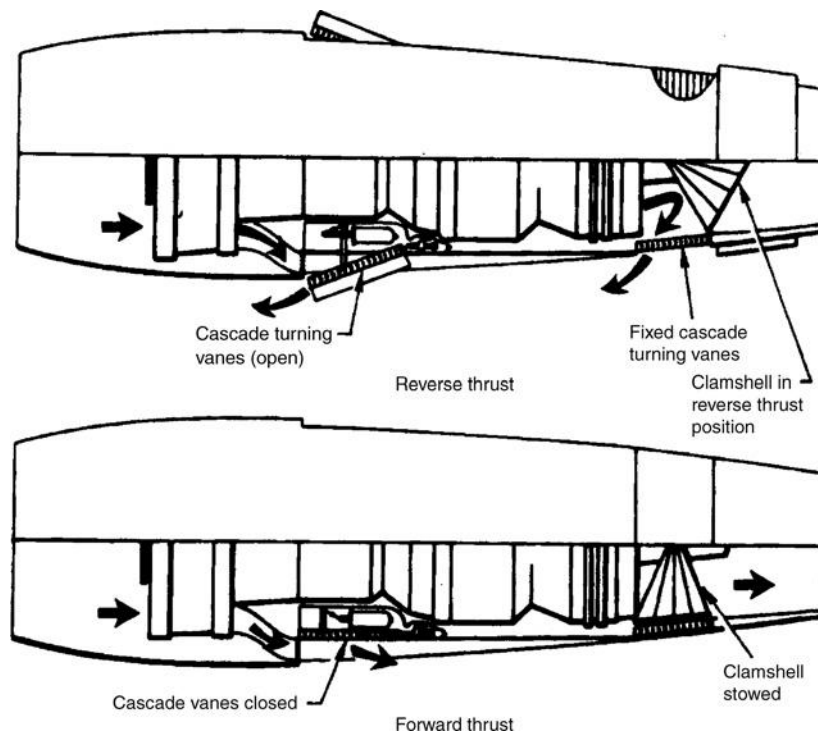 Cascade turning
vanes (open)
Fixed cascade
turning vanes
Clamshell in
reverse thrust
position
Reverse thrust
Cascade vanes closed
Clamshell
stowed
Forward thrust